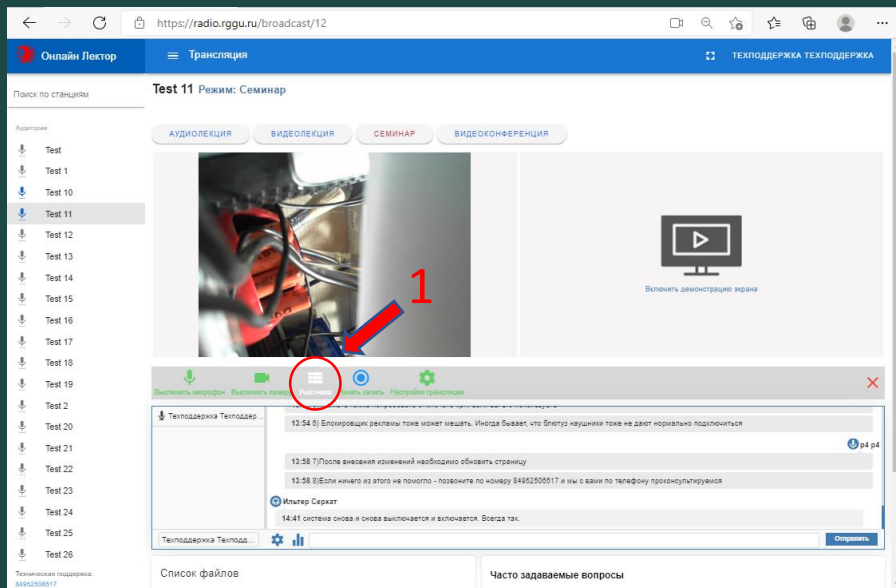 https://radio.rggu.ru/broadcast/12
Онлайн Лектор
Трансляция
ТЕХПОДДЕРЖКА ТЕХПОДДЕРЖКА
Поиск по станциям
Test 11 Режим: Семинар
Аудитории
АУДИОЛЕКЦИЯ
ВИДЕОЛЕКЦИЯ
СЕМИНАР
ВИДЕОКОНФЕРЕНЦИЯ
Test
Test 1
Test 10
Test 11
Test 12
Test 13
Test 14
Test 15
Test 16
Test 17
Test 18
Test 19
Test 2
Test 20
Test 21
Test 22
Test 23
Test 24
Test 25
Test 26
Техническая поддержка:
84952506517
1
Включить демонстрацию экрана
Выключить микрофон
Выключить камеру
Участники
Начать запись
Настройки трансляции
Техподдержка Техподдер...
13:54 6) Блокировщик рекламы тоже может мешать. Иногда бывает, что блютуз наушники тоже не дают нормально подключиться
p4 p4
13:58 7)После внесения изменений необходимо обновить страницу
13:58 8)Если ничего из этого не помогло - позвоните по номеру 84952506517 и мы с вами по телефону проконсультируемся
Ильтер Серхат
14:41 система снова и снова выключается и включается. Всегда так.
Техподдержка Техподд...
Отправить
Список файлов
Часто задаваемые вопросы